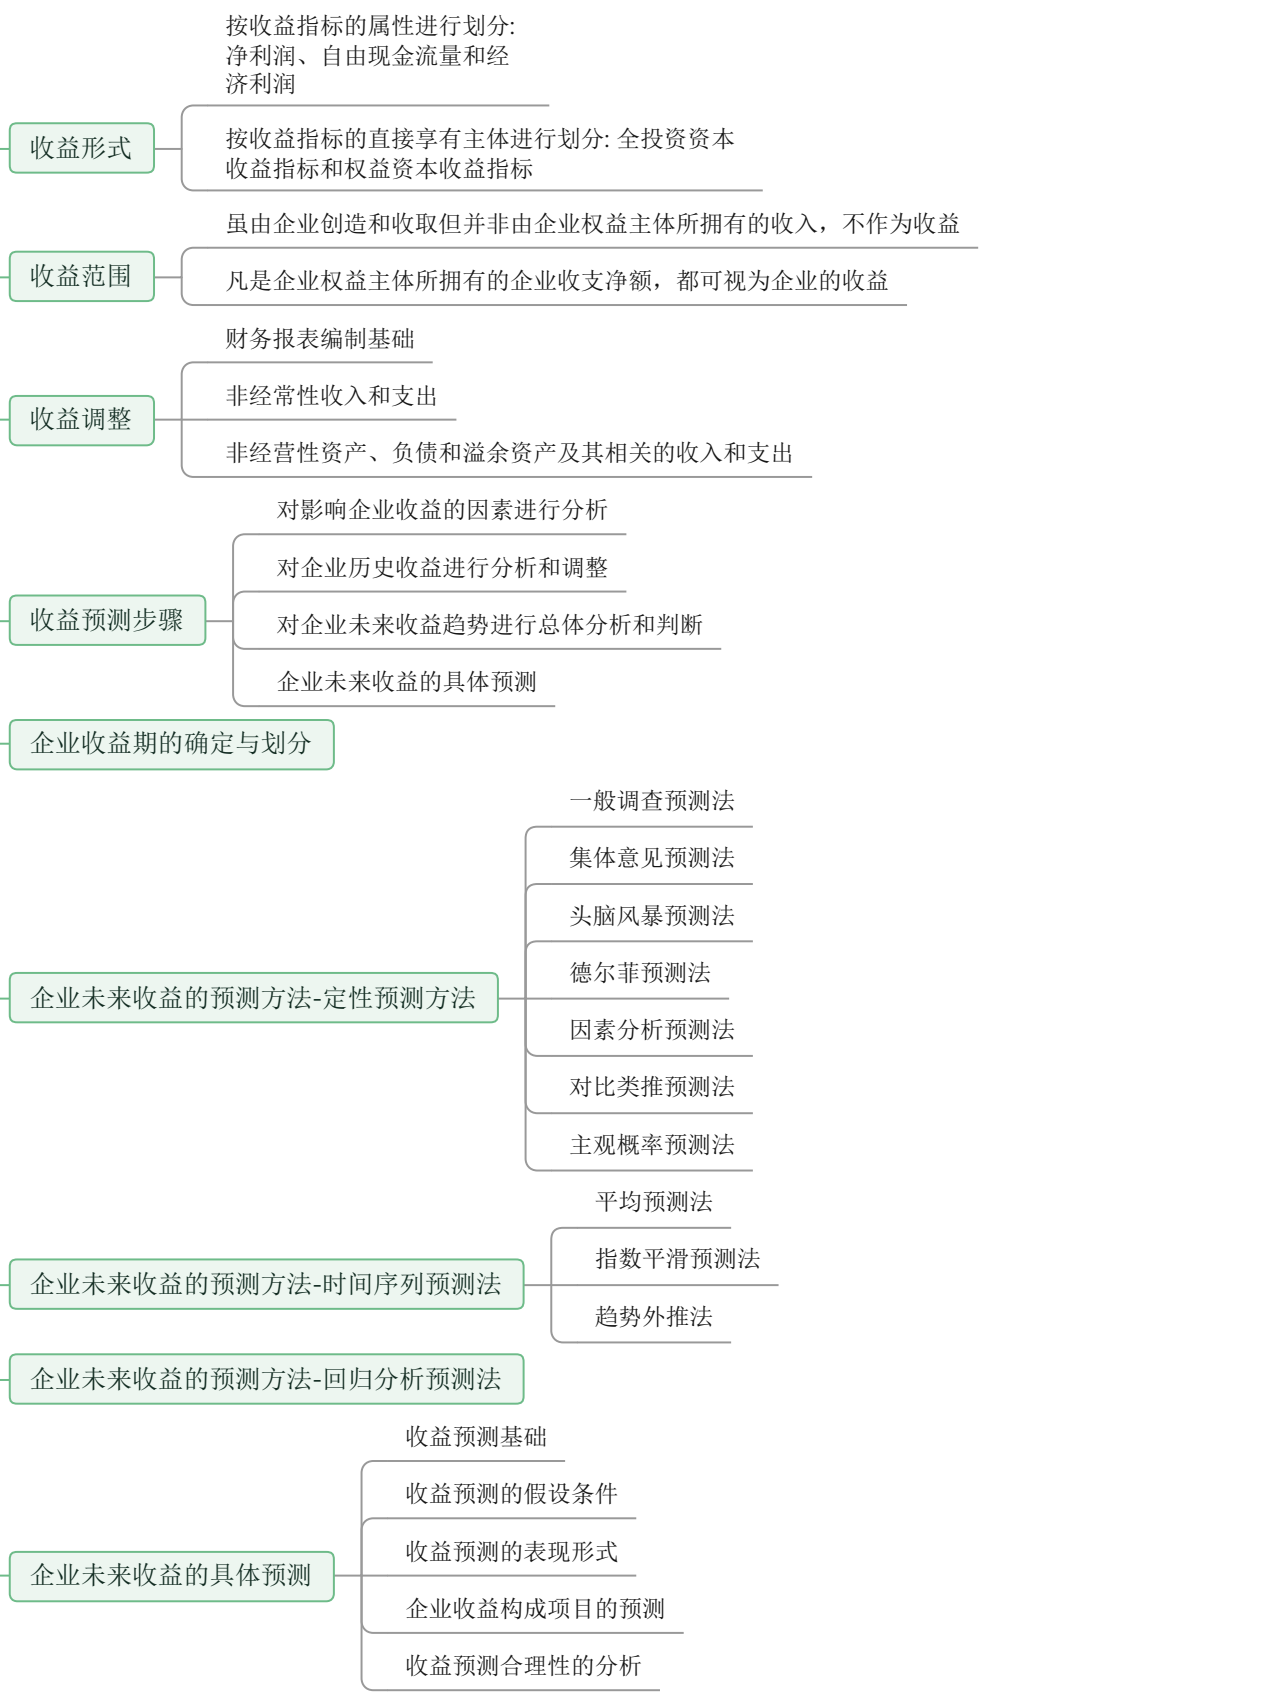 按收益指标的属性进行划分:
净利润、自由现金流量和经
济利润
收益形式
按收益指标的直接享有主体进行划分: 全投资资本
收益指标和权益资本收益指标
虽由企业创造和收取但并非由企业权益主体所拥有的收入，不作为收益
收益范围
凡是企业权益主体所拥有的企业收支净额，都可视为企业的收益
财务报表编制基础
非经常性收入和支出
收益调整
非经营性资产、负债和溢余资产及其相关的收入和支出
对影响企业收益的因素进行分析
对企业历史收益进行分析和调整
收益预测步骤
对企业未来收益趋势进行总体分析和判断
企业未来收益的具体预测
企业收益期的确定与划分
一般调查预测法
集体意见预测法
头脑风暴预测法
德尔菲预测法
企业未来收益的预测方法-定性预测方法
因素分析预测法
对比类推预测法
主观概率预测法
平均预测法
指数平滑预测法
企业未来收益的预测方法-时间序列预测法
趋势外推法
企业未来收益的预测方法-回归分析预测法
收益预测基础
收益预测的假设条件
收益预测的表现形式
企业未来收益的具体预测
企业收益构成项目的预测
收益预测合理性的分析